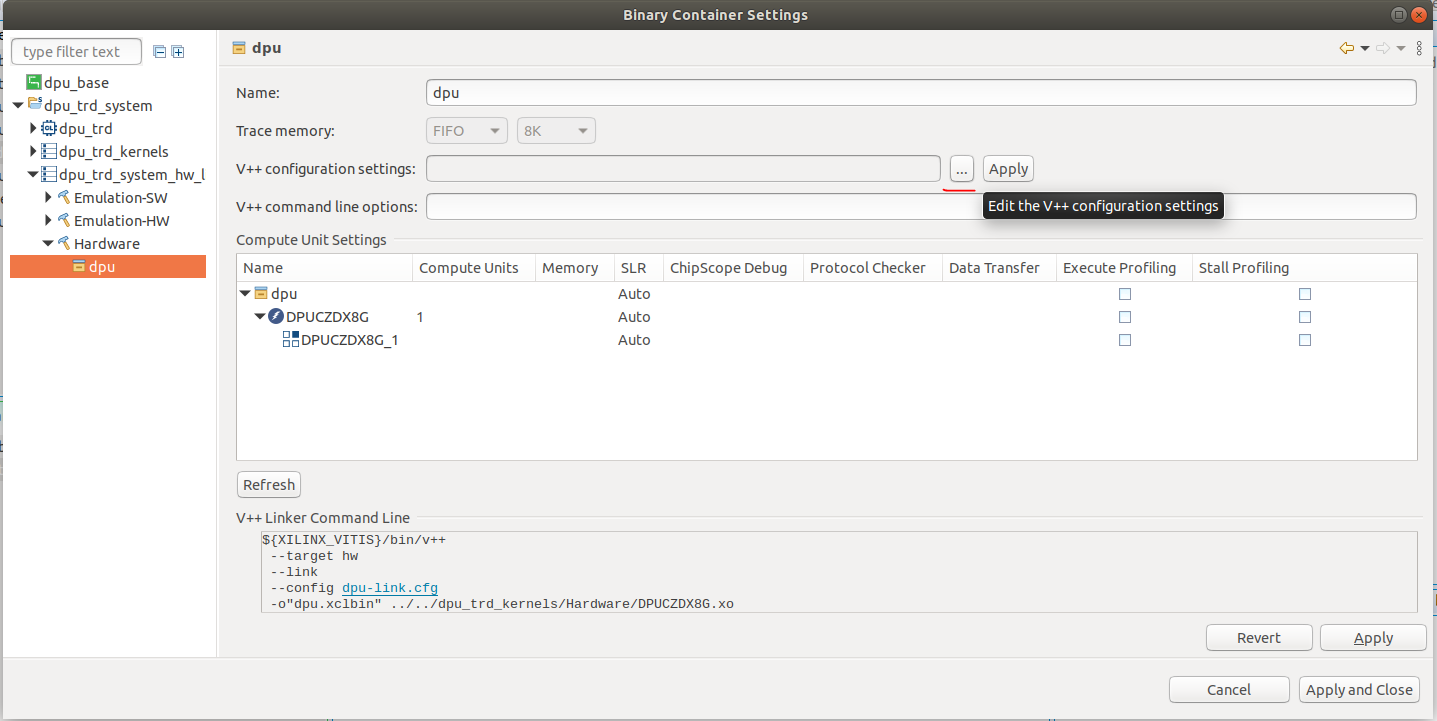 Binary Container Settings
type filter text
dpu_base
dpu_trd_system
dpu_trd
dpu_trd_kernels
dpu_trd_system_hw_l
Emulation-SW
Emulation-HW
Hardware
dpu
dpu
Name: dpu
Trace memory: FIFO 8K
V++ configuration settings: ... Apply
V++ command line options:
Edit the V++ configuration settings
Compute Unit Settings
Name Compute Units Memory SLR ChipScope Debug Protocol Checker Data Transfer Execute Profiling Stall Profiling
dpu Auto
DPUCZDX8G 1 Auto
DPUCZDX8G_1 Auto
Refresh
V++ Linker Command Line
${XILINX_VITIS}/bin/v++
--target hw
--link
--config dpu-link.cfg
-o"dpu.xclbin" ../../dpu_trd_kernels/Hardware/DPUCZDX8G.xo
Revert Apply
Cancel Apply and Close